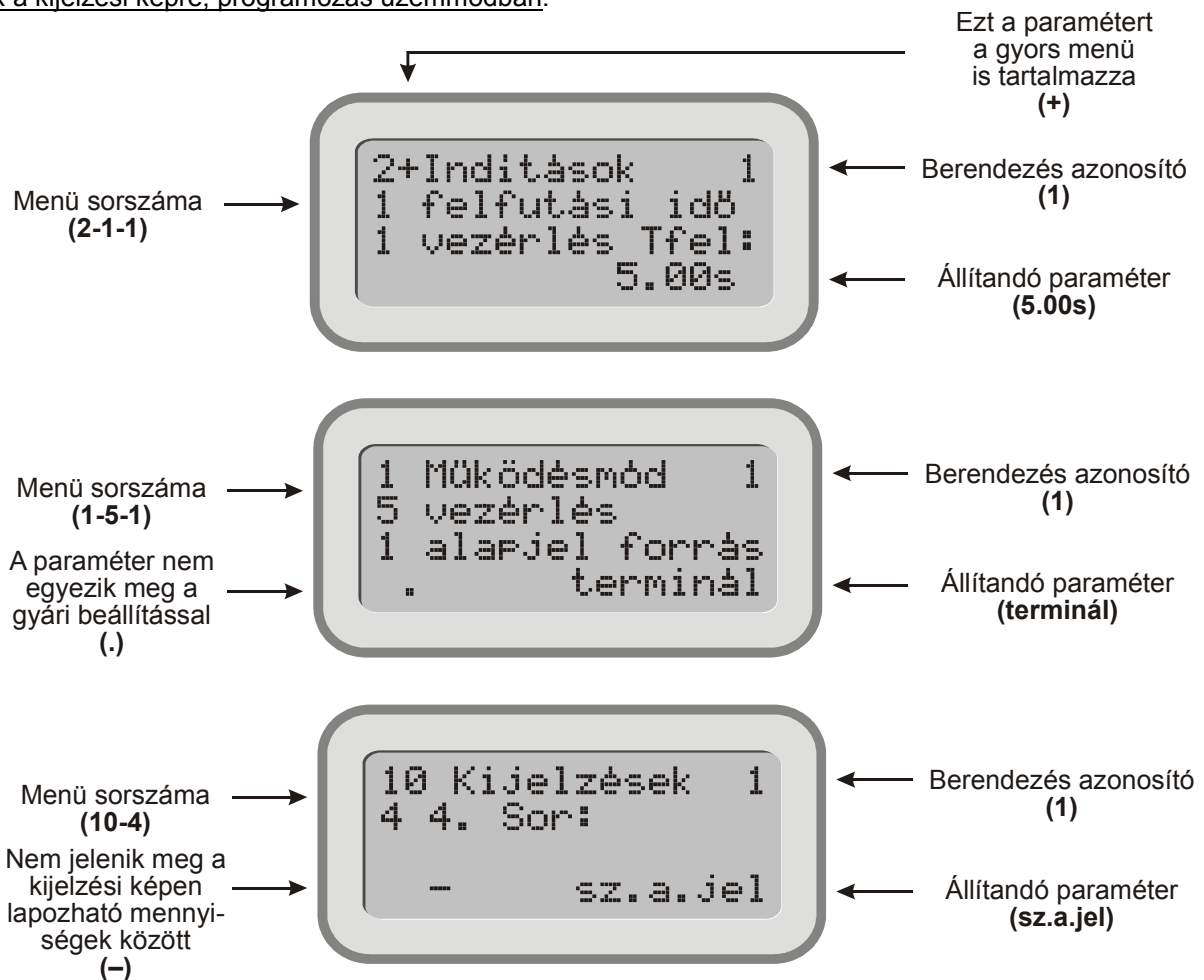 a kijelzési képre, programozás üzemmódban:
Ezt a paramétert
a gyors menü
is tartalmazza
(+)
2+Indítások 1
1 felfutási idő
1 vezérlés Tfel:
5.00s
Menü sorszáma
(2-1-1)
Berendezés azonosító
(1)
Állítandó paraméter
(5.00s)
1 Működésmód 1
5 vezérlés
1 alapjel forrás
. terminál
Menü sorszáma
(1-5-1)
A paraméter nem
egyezik meg a
gyári beállítással
(.)
Berendezés azonosító
(1)
Állítandó paraméter
(terminál)
10 Kijelzések 1
4 4. Sor:
– sz.a.jel
Menü sorszáma
(10-4)
Nem jelenik meg a
kijelzési képen
lapozható mennyi-
ségek között
(–)
Berendezés azonosító
(1)
Állítandó paraméter
(sz.a.jel)